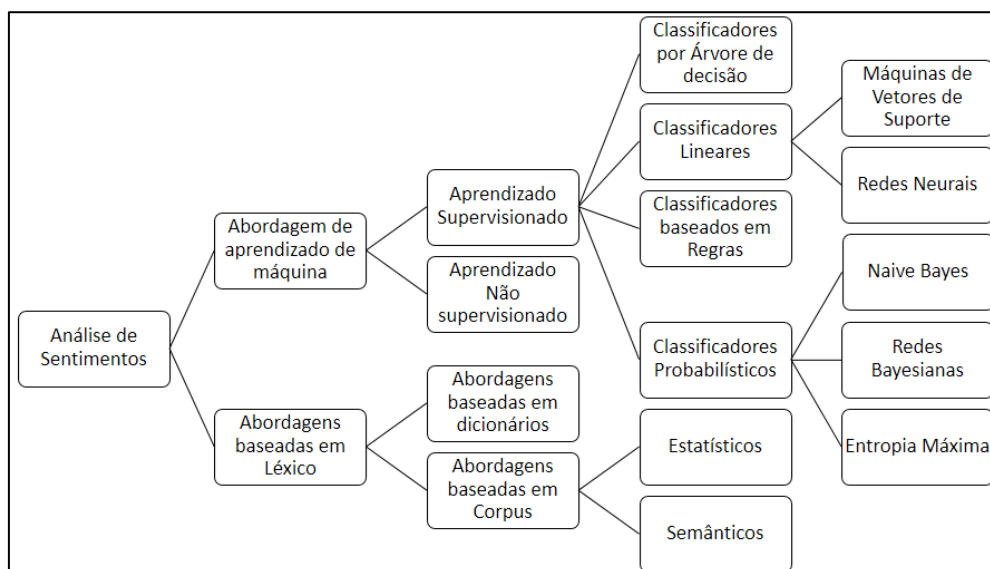 Análise de
Sentimentos
Abordagem de
aprendizado de
máquina
Abordagens
baseadas em
Léxico
Aprendizado
Supervisionado
Aprendizado
Não
supervisionado
Abordagens
baseadas em
dicionários
Abordagens
baseadas em
Corpus
Classificadores
por Árvore de
decisão
Classificadores
Lineares
Classificadores
baseados em
Regras
Classificadores
Probabilísticos
Estatísticos
Semânticos
Máquinas de
Vetores de
Suporte
Redes Neurais
Naive Bayes
Redes
Bayesianas
Entropia Máxima